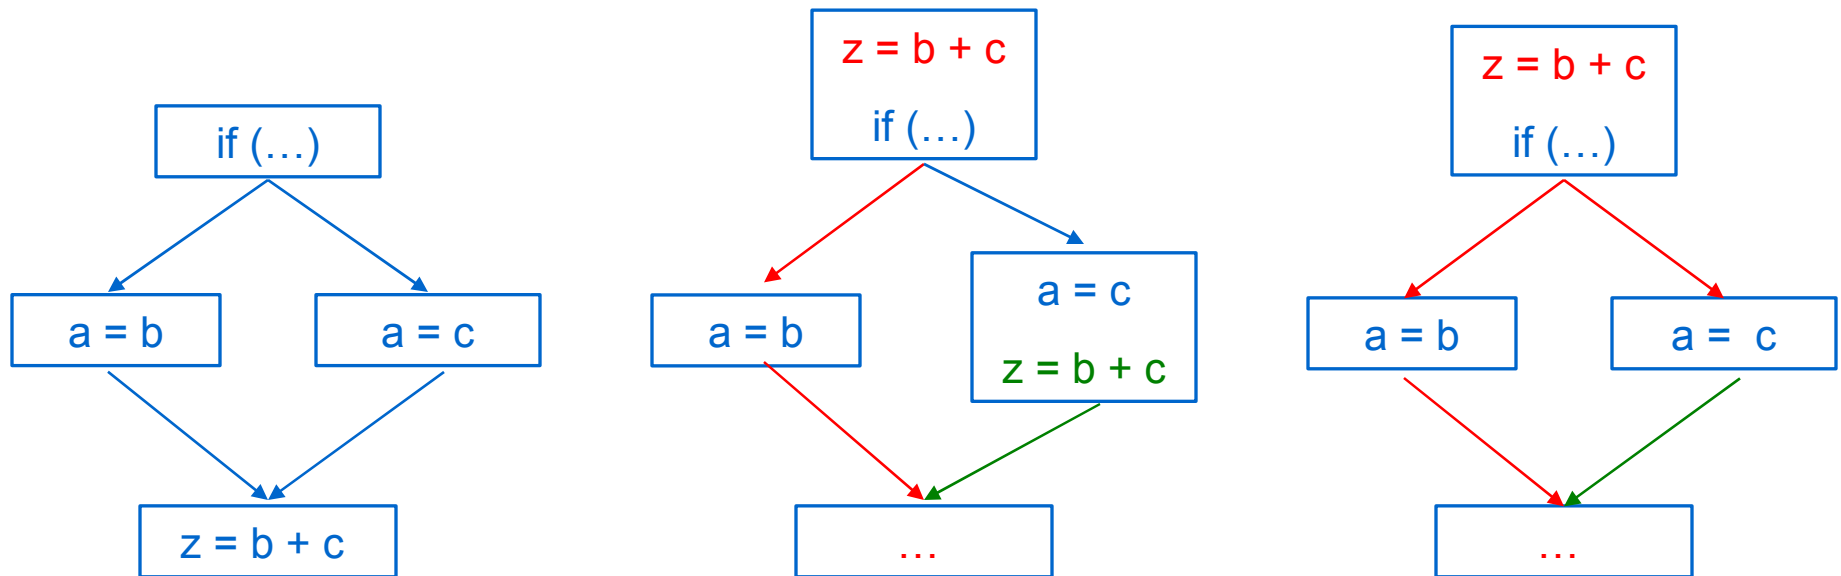 if (…)
a = b
a = c
z = b + c
z = b + c
if (…)
a = b
a = c
z = b + c
…
z = b + c
if (…)
a = b
a =  c
…